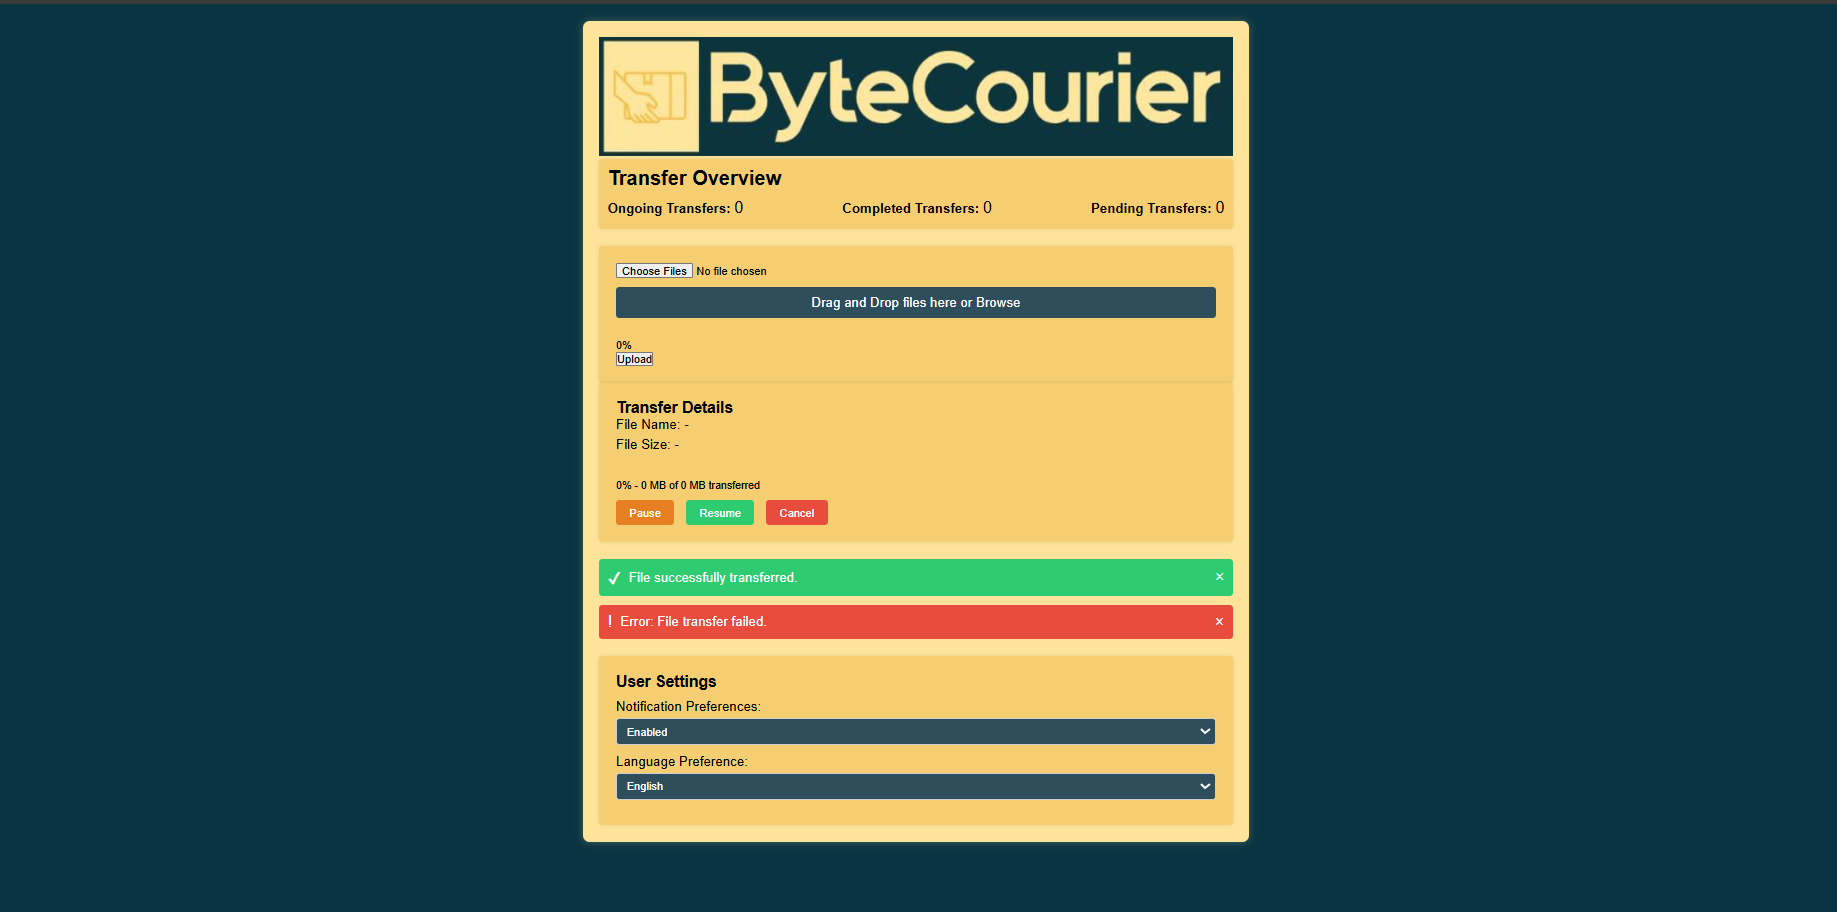 ByteCourier
Transfer Overview
Ongoing Transfers: 0 Completed Transfers: 0 Pending Transfers: 0
Choose Files No file chosen
Drag and Drop files here or Browse
0%
Upload
Transfer Details
File Name: -
File Size: -
0% - 0 MB of 0 MB transferred
Pause Resume Cancel
✓ File successfully transferred. ×
! Error: File transfer failed. ×
User Settings
Notification Preferences:
Enabled
Language Preference:
English